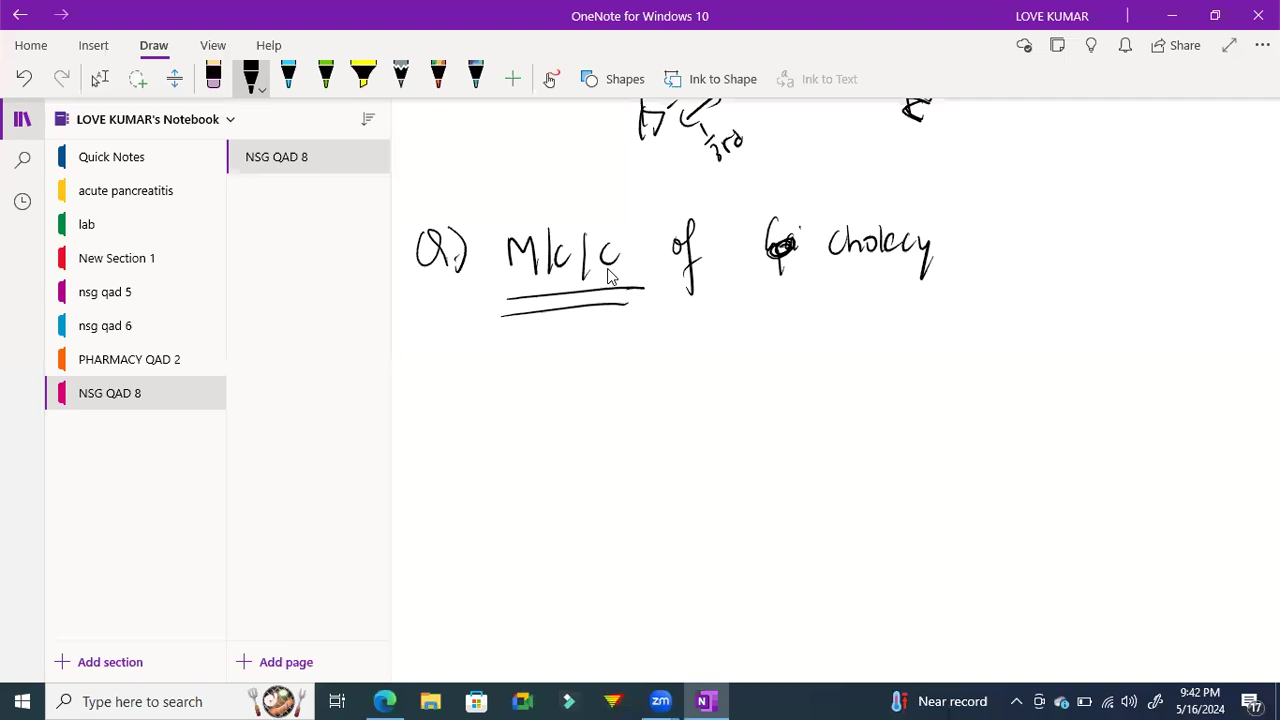 OneNote for Windows 10
LOVE KUMAR
Home Insert Draw View Help
Share
Shapes
Ink to Shape
Ink to Text
LOVE KUMAR's Notebook
Quick Notes
acute pancreatitis
lab
New Section 1
nsg qad 5
nsg qad 6
PHARMACY QAD 2
NSG QAD 8
Add section
NSG QAD 8
Add page
3rd
Q.) M/C/C of Cholecy
Type here to search
zm
Near record
9:42 PM
5/16/2024
17